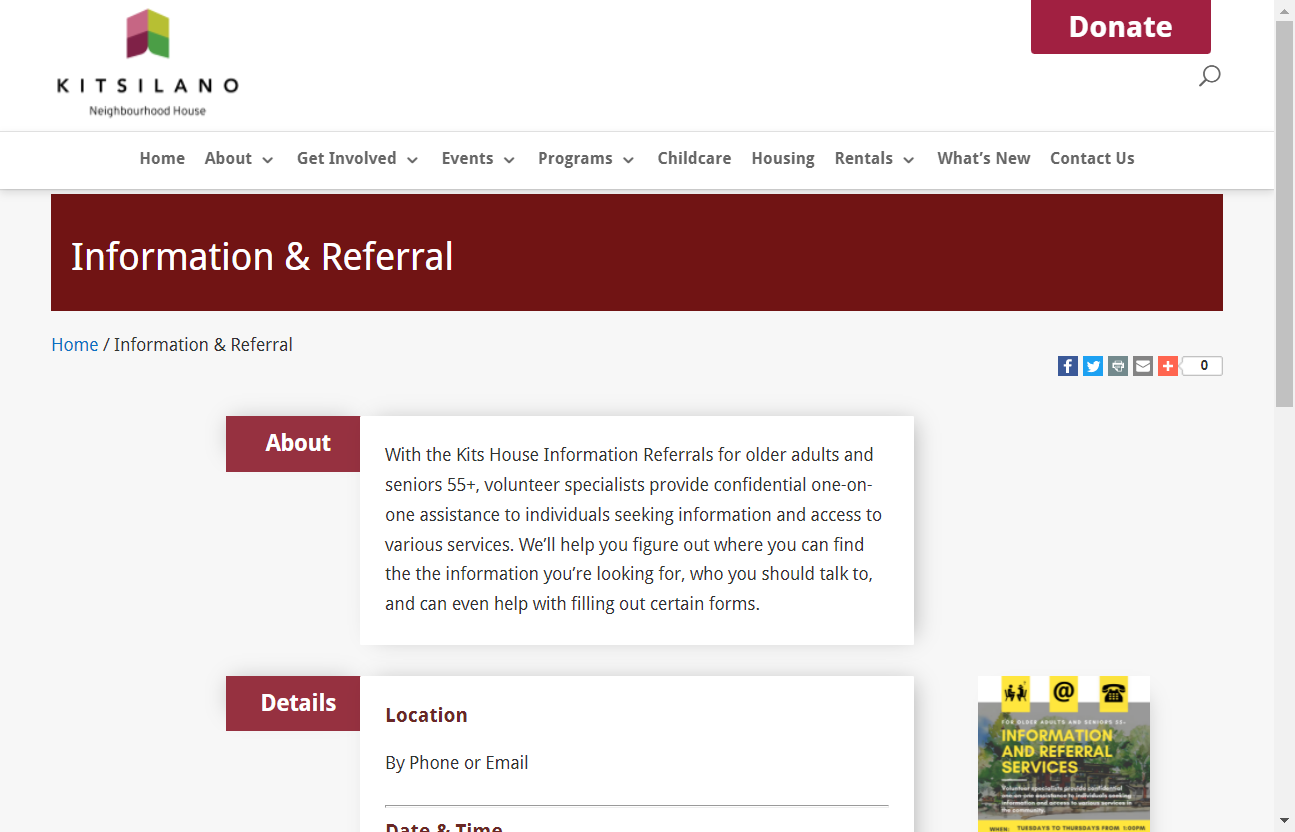 Donate
KITSILANO
Neighbourhood House
Home About Get Involved Events Programs Childcare Housing Rentals What's New Contact Us
Information & Referral
Home / Information & Referral
0
About
With the Kits House Information Referrals for older adults and
seniors 55+, volunteer specialists provide confidential one-on-
one assistance to individuals seeking information and access to
various services. We'll help you figure out where you can find
the the information you're looking for, who you should talk to,
and can even help with filling out certain forms.
Details
Location
By Phone or Email
Date & Time
@
FOR OLDER ADULTS AND SENIORS 55+
INFORMATION
AND REFERRAL
SERVICES
Volunteer specialists provide confidential
one-on-one assistance to individuals seeking
information and access to various services in
the community.
WHEN: TUESDAYS TO THURSDAYS FROM 1:00PM